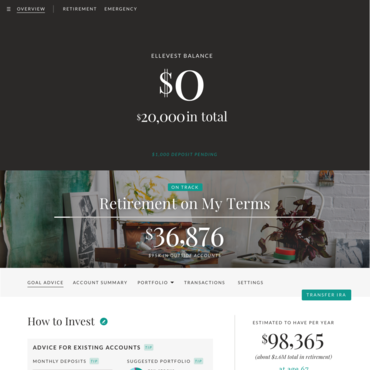 OVERVIEW
RETIREMENT
EMERGENCY
ELLEVEST BALANCE
$0
$20,000 in total
$1,000 DEPOSIT PENDING
ON TRACK
Retirement on My Terms
$36,876
IN OUTSIDE ACCOUNTS
GOAL ADVICE
ACCOUNT SUMMARY
PORTFOLIO
TRANSACTIONS
SETTINGS
TRANSFER IRA
How to Invest
ADVICE FOR EXISTING ACCOUNTS TIP
MONTHLY DEPOSITS TIP
SUGGESTED PORTFOLIO TIP
ESTIMATED TO HAVE PER YEAR
$98,365
(about $1.6M total in retirement)
at age 67